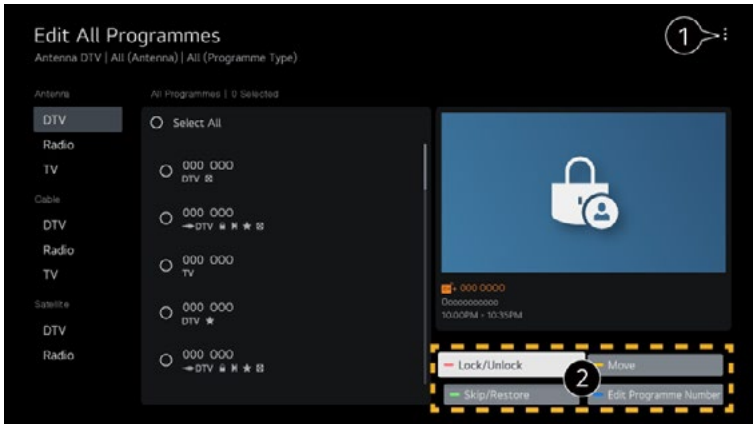 Edit All Programmes
Antenna DTV | All (Antenna) | All (Programme Type)
1
Antenna
DTV
Radio
TV
Cable
DTV
Radio
TV
Satellite
DTV
Radio
All Programmes | 0 Selected
Select All
000 000
DTV
000 000
DTV
000 000
TV
000 000
DTV
000 000
DTV
000 0000
Oooooooooo
10:00PM - 10:35PM
Lock/Unlock
Move
2
Skip/Restore
Edit Programme Number